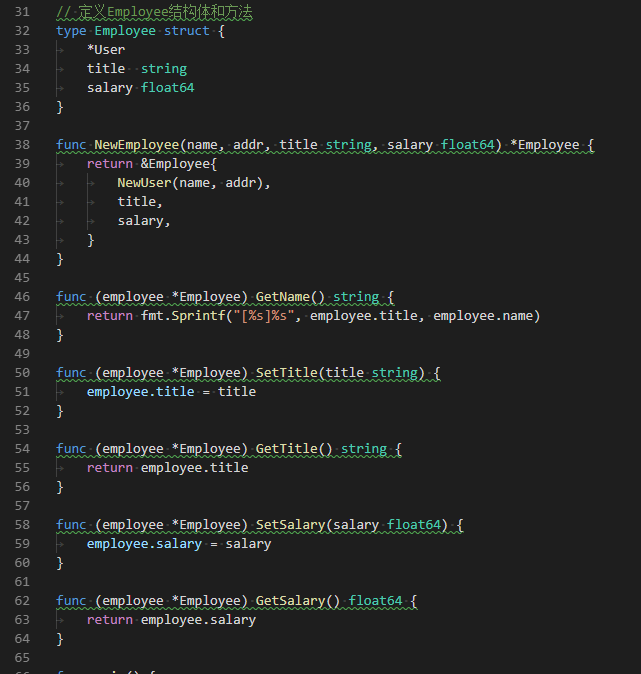 31 // 定义Employee结构体和方法
32 type Employee struct {
33 *User
34 title string
35 salary float64
36 }
37
38 func NewEmployee(name, addr, title string, salary float64) *Employee {
39 return &Employee{
40 NewUser(name, addr),
41 title,
42 salary,
43 }
44 }
45
46 func (employee *Employee) GetName() string {
47 return fmt.Sprintf("[%s]%s", employee.title, employee.name)
48 }
49
50 func (employee *Employee) SetTitle(title string) {
51 employee.title = title
52 }
53
54 func (employee *Employee) GetTitle() string {
55 return employee.title
56 }
57
58 func (employee *Employee) SetSalary(salary float64) {
59 employee.salary = salary
60 }
61
62 func (employee *Employee) GetSalary() float64 {
63 return employee.salary
64 }
65